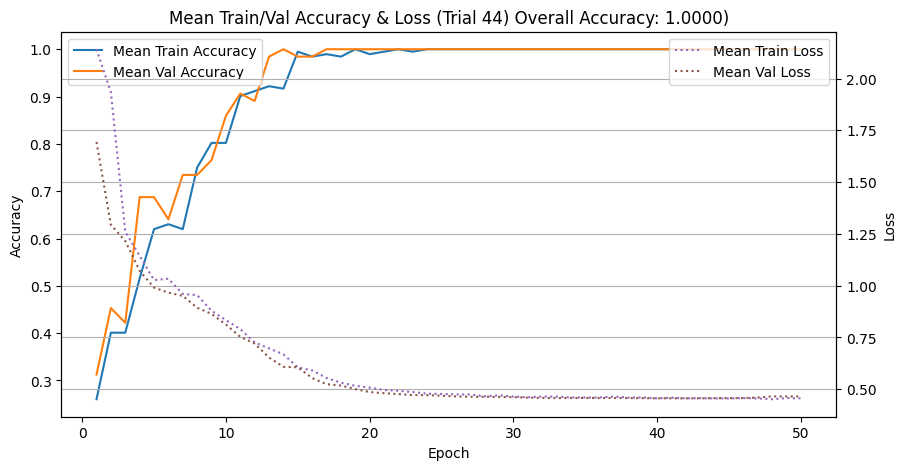 Mean Train/Val Accuracy & Loss (Trial 44) Overall Accuracy: 1.0000)
Mean Train Accuracy
Mean Val Accuracy
Mean Train Loss
Mean Val Loss
Accuracy
1.0
0.9
0.8
0.7
0.6
0.5
0.4
0.3
Loss
2.00
1.75
1.50
1.25
1.00
0.75
0.50
0 10 20 30 40 50
Epoch